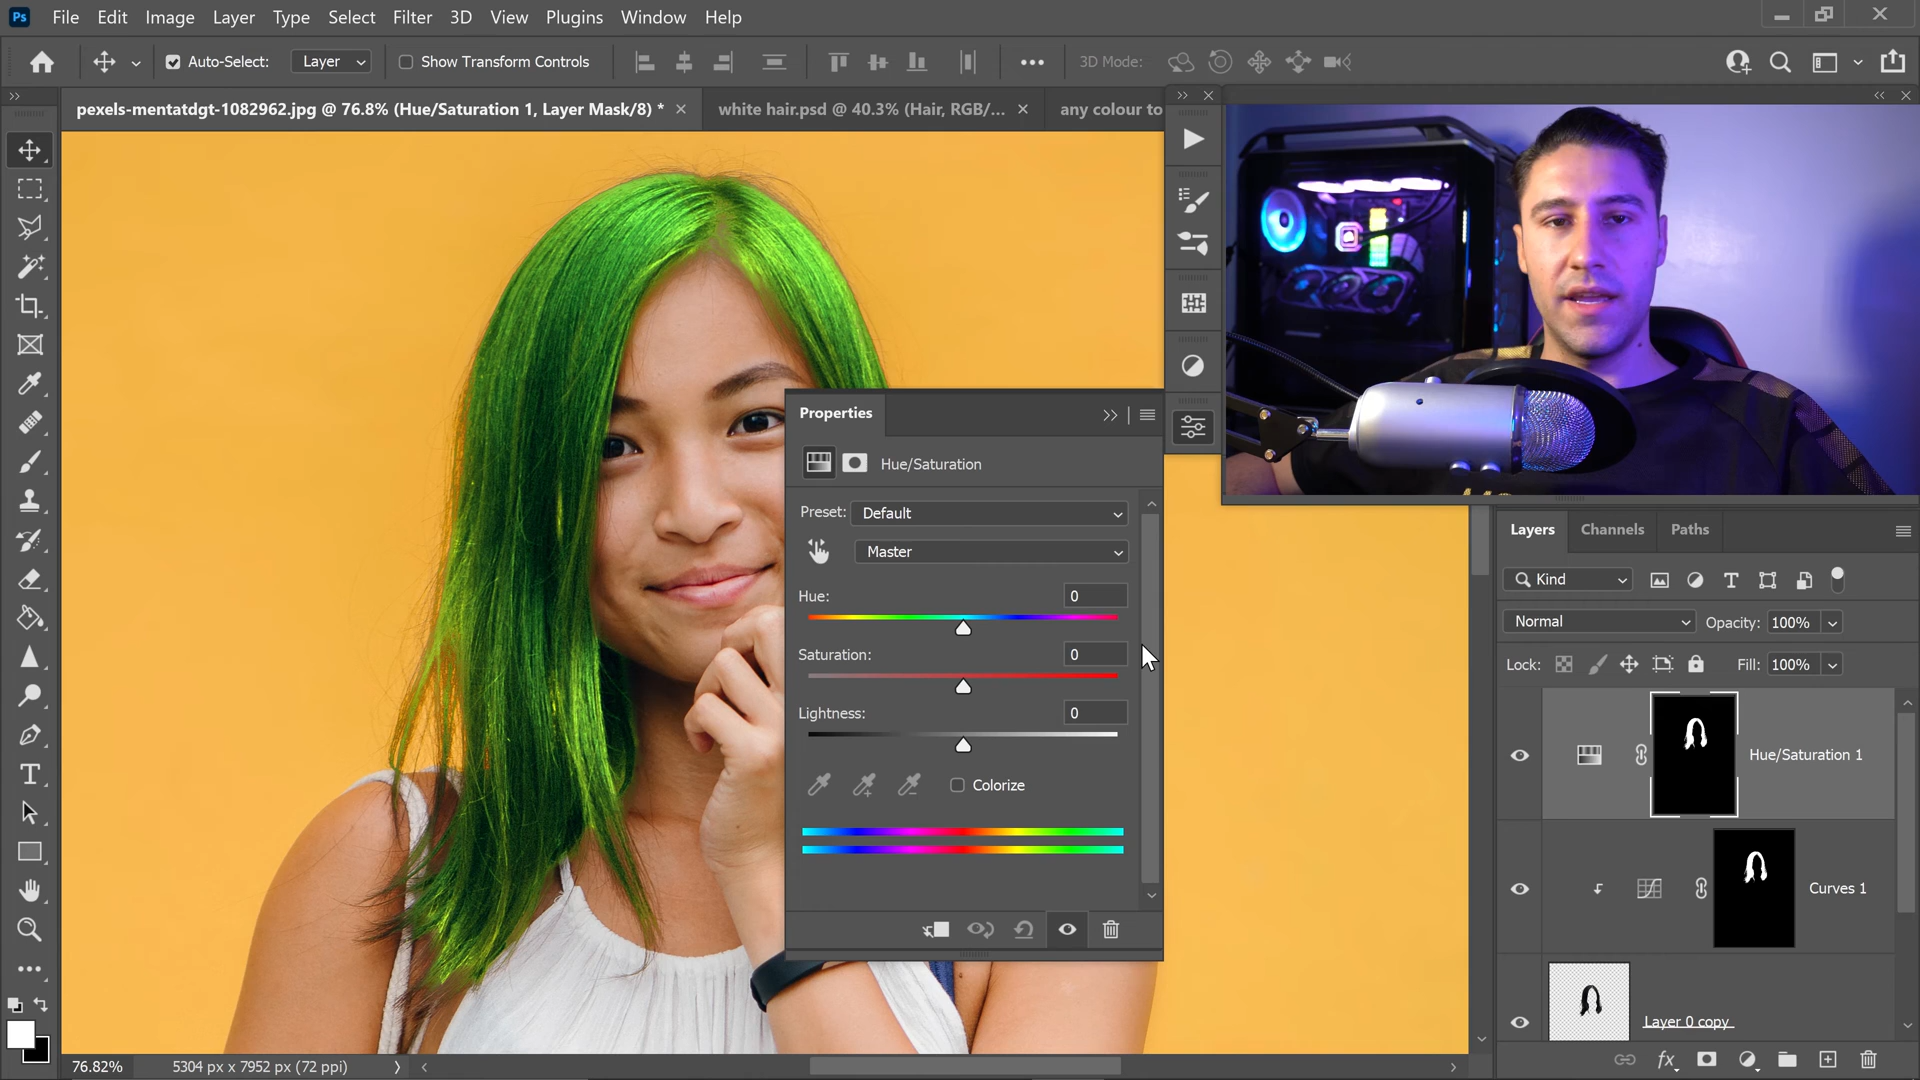 Ps File Edit Image Layer Type Select Filter 3D View Plugins Window Help
Auto-Select: Layer Show Transform Controls 3D Mode:
pexels-mentatdgt-1082962.jpg @ 76.8% (Hue/Saturation 1, Layer Mask/8) *
white hair.psd @ 40.3% (Hair, RGB/...
any colour to
Properties
Hue/Saturation
Preset: Default
Master
Hue: 0
Saturation: 0
Lightness: 0
Colorize
Layers Channels Paths
Kind
Normal Opacity: 100%
Lock: Fill: 100%
Hue/Saturation 1
Curves 1
Layer 0 copy
76.82% 5304 px x 7952 px (72 ppi)